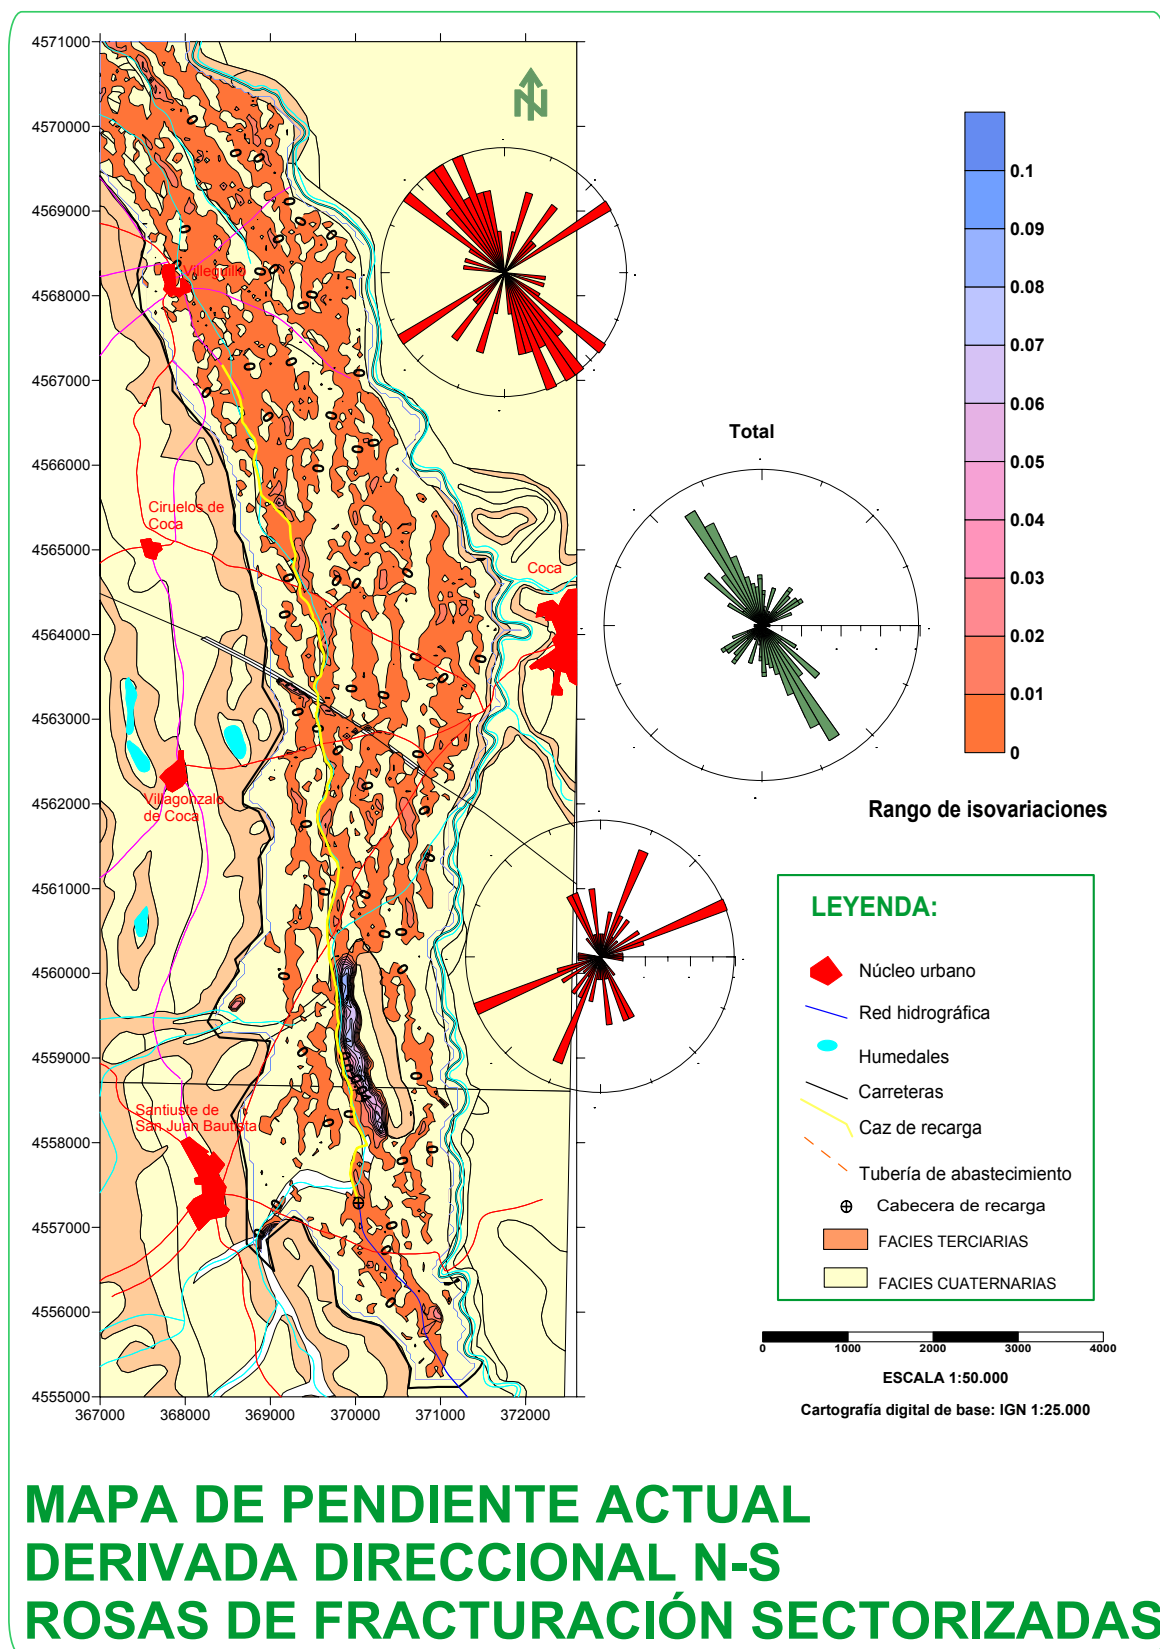 4571000
4570000
4569000
4568000
4567000
4566000
4565000
4564000
4563000
4562000
4561000
4560000
4559000
4558000
4557000
4556000
4555000
367000
368000
369000
370000
371000
372000
N
Villeguillo
Ciruelos de
Coca
Coca
Villagonzalo
de Coca
Santiuste de
San Juan Bautista
Total
0.1
0.09
0.08
0.07
0.06
0.05
0.04
0.03
0.02
0.01
0
Rango de isovariaciones
LEYENDA:
Núcleo urbano
Red hidrográfica
Humedales
Carreteras
Caz de recarga
Tubería de abastecimiento
Cabecera de recarga
FACIES TERCIARIAS
FACIES CUATERNARIAS
0 1000 2000 3000 4000
ESCALA 1:50.000
Cartografía digital de base: IGN 1:25.000
MAPA DE PENDIENTE ACTUAL
DERIVADA DIRECCIONAL N-S
ROSAS DE FRACTURACIÓN SECTORIZADAS